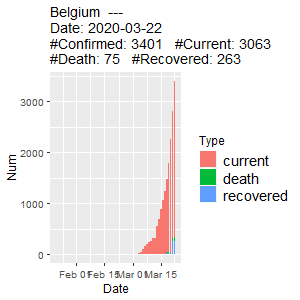 Belgium  ---
Date: 2020-03-22
#Confirmed: 3401   #Current: 3063
#Death: 75   #Recovered: 263
3000
2000
1000
0
Num
Feb 01
Feb 15
Mar 01
Mar 15
Date
Type
current
death
recovered